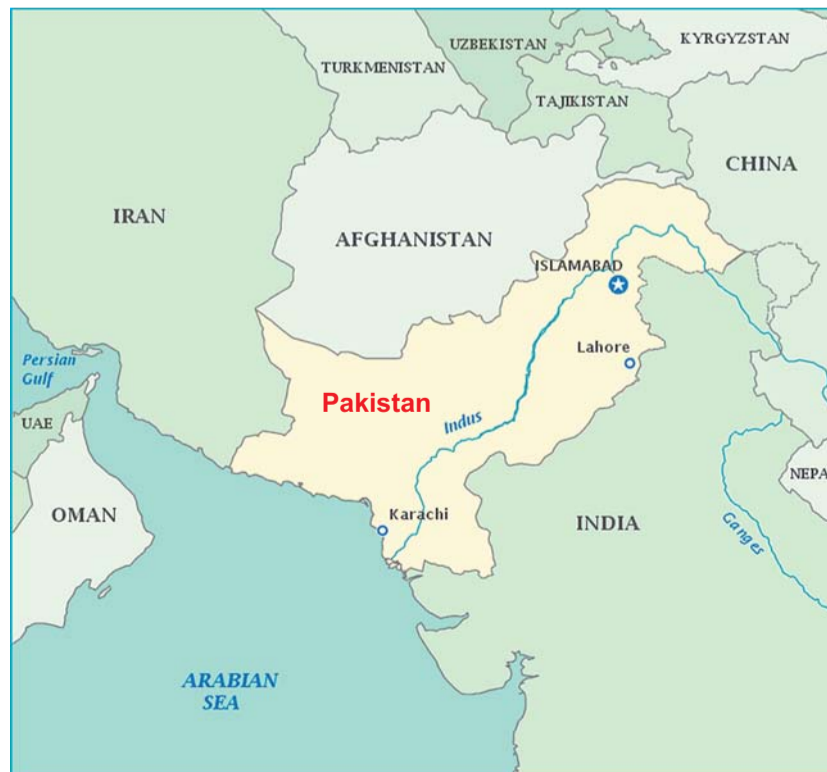 KYRGYZSTAN
UZBEKISTAN
TURKMENISTAN
TAJIKISTAN
CHINA
IRAN
AFGHANISTAN
ISLAMABAD
Lahore
Persian
Gulf
Pakistan
Indus
UAE
NEPA
OMAN
Karachi
INDIA
Ganges
ARABIAN
SEA